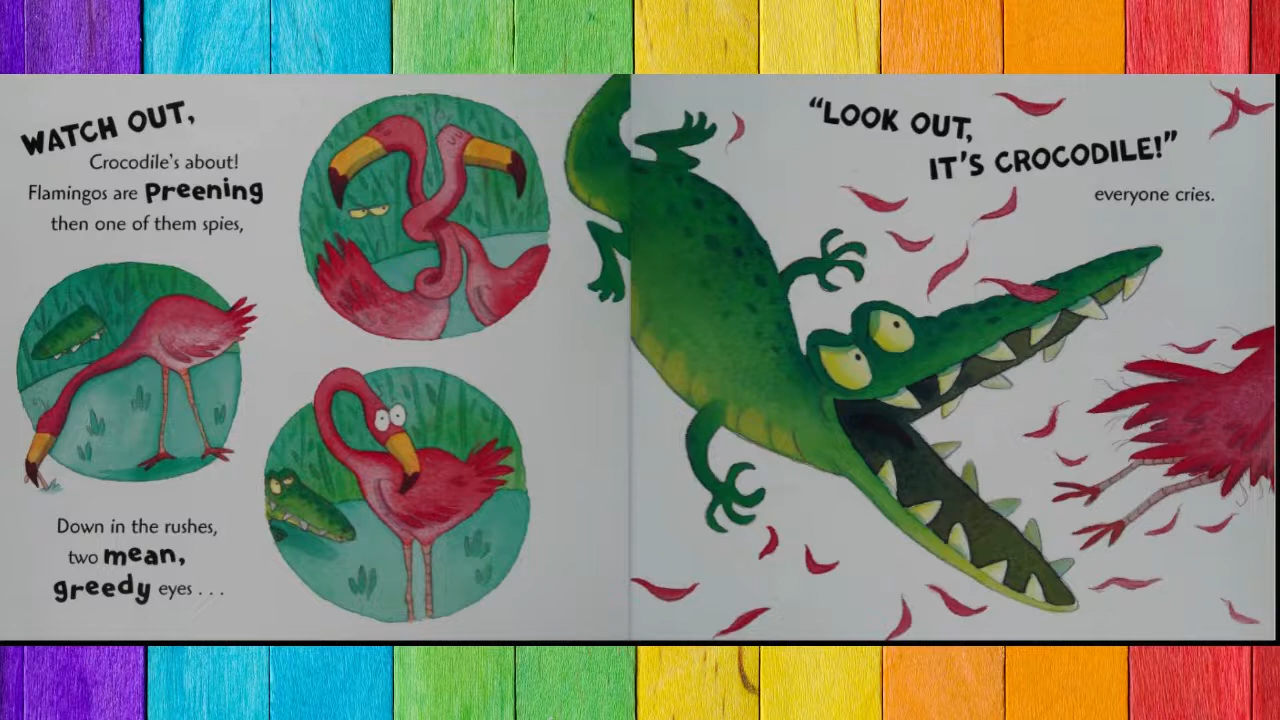 WATCH OUT,
Crocodile's about!
Flamingos are preening
then one of them spies,
Down in the rushes,
two mean,
greedy eyes . . .
"LOOK OUT,
IT'S CROCODILE!"
everyone cries.